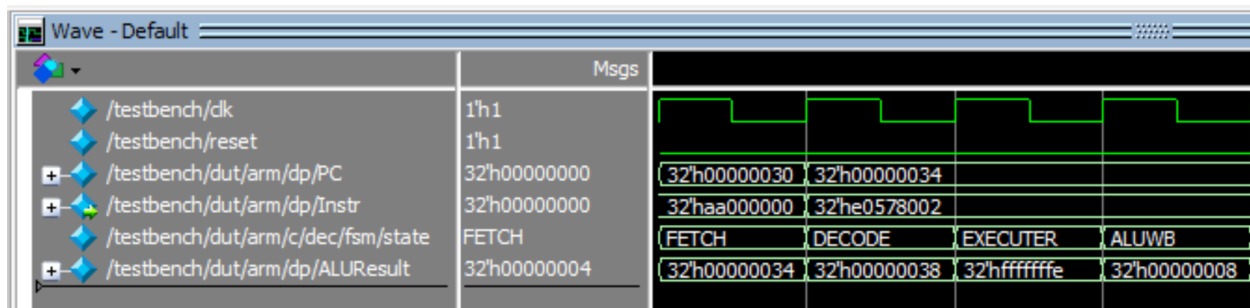 Wave - Default
Msgs
/testbench/clk 1'h1
/testbench/reset 1'h1
/testbench/dut/arm/dp/PC 32'h00000000 32'h00000030 32'h00000034
/testbench/dut/arm/dp/Instr 32'h00000000 32'haa000000 32'he0578002
/testbench/dut/arm/c/dec/fsm/state FETCH FETCH DECODE EXECUTER ALUWB
/testbench/dut/arm/dp/ALUResult 32'h00000004 32'h00000034 32'h00000038 32'hfffffffe 32'h00000008